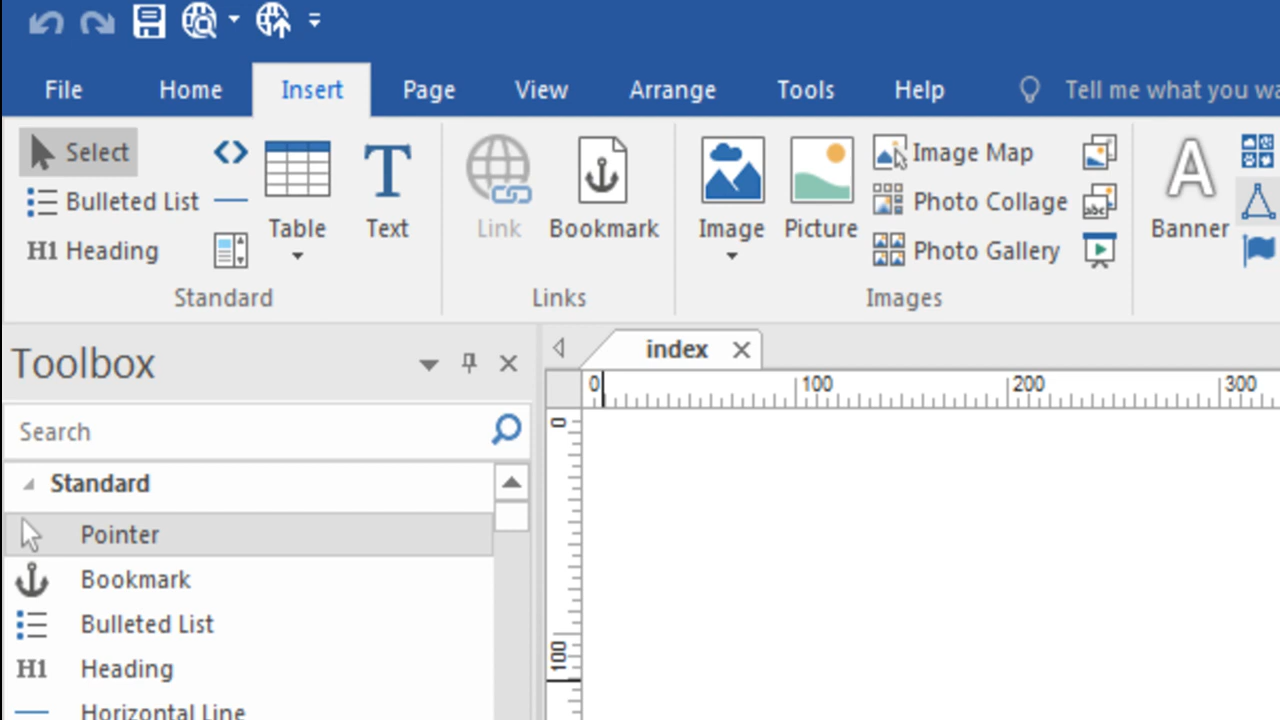 File Home Insert Page View Arrange Tools Help Tell me what you
Select
Bulleted List
H1 Heading
Table
Text
Standard
Link
Bookmark
Links
Image
Picture
Image Map
Photo Collage
Photo Gallery
abc
Images
A
Banner
Toolbox
index
0 100 200 300
Search
Standard
Pointer
Bookmark
Bulleted List
H1 Heading
Horizontal Line
0
100